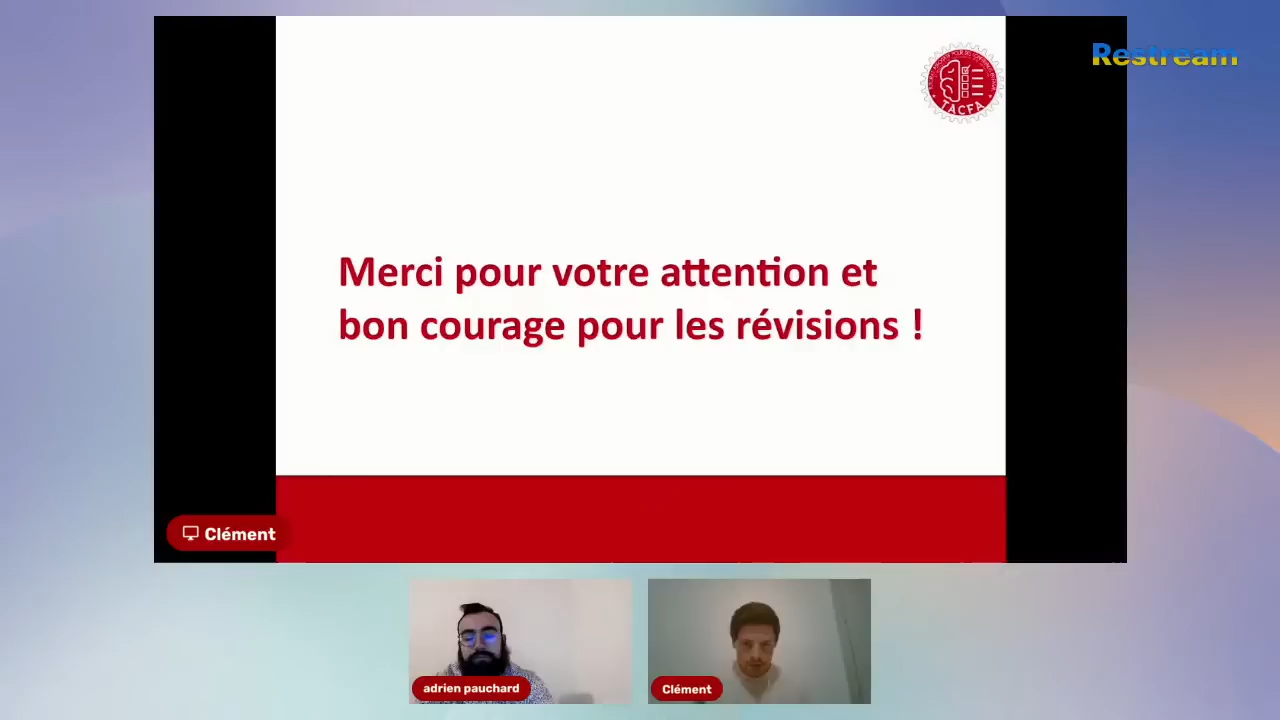 Restream
TACFA
Merci pour votre attention et
bon courage pour les révisions !
Clément
adrien pauchard
Clément